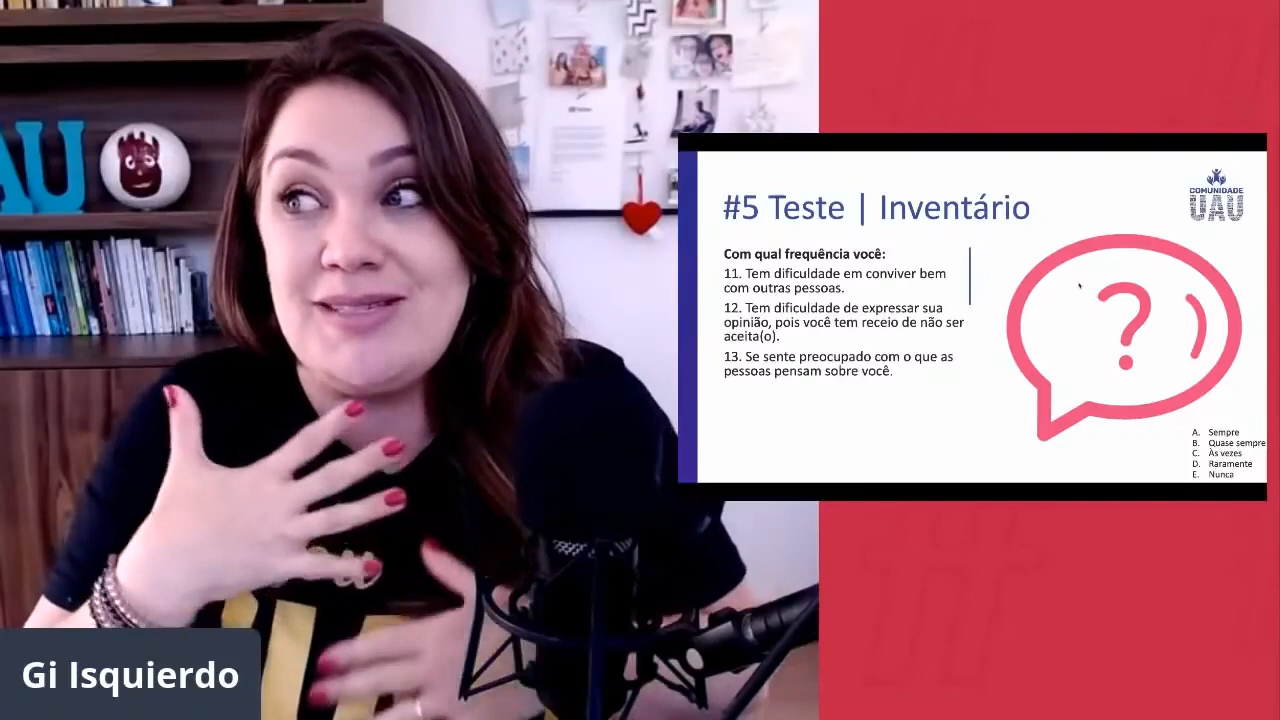 AU
#5 Teste | Inventário
COMUNIDADE
UAU
Com qual frequência você:
11. Tem dificuldade em conviver bem
com outras pessoas.
12. Tem dificuldade de expressar sua
opinião, pois você tem receio de não ser
aceita(o).
13. Se sente preocupado com o que as
pessoas pensam sobre você.
A. Sempre
B. Quase sempre
C. Às vezes
D. Raramente
E. Nunca
Gi Isquierdo